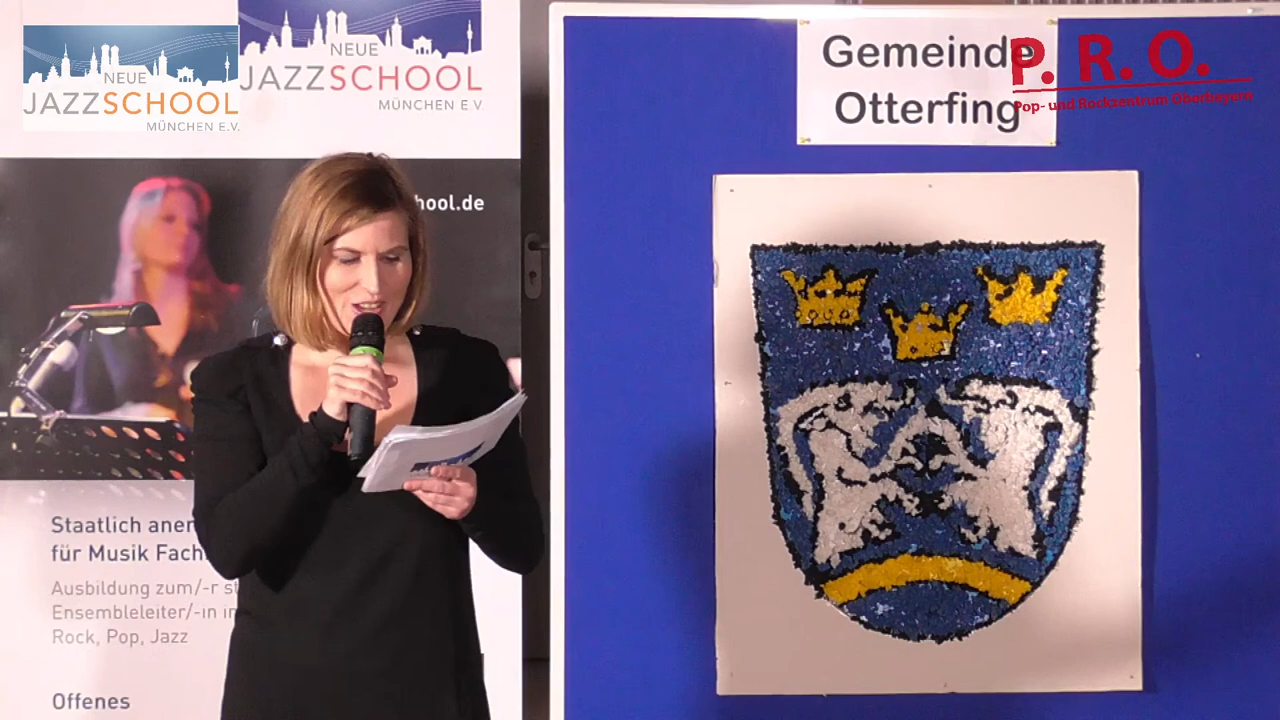 NEUE
JAZZSCHOOL
MÜNCHEN E.V.
NEUE
JAZZSCHOOL
MÜNCHEN E.V.
Gemeinde
Otterfing
P. R. O.
Pop- und Rockzentrum Oberbayern
hool.de
Staatlich aner
für Musik Fach
Ausbildung zum/-r st
Ensembleleiter/-in in
Rock, Pop, Jazz
Offenes